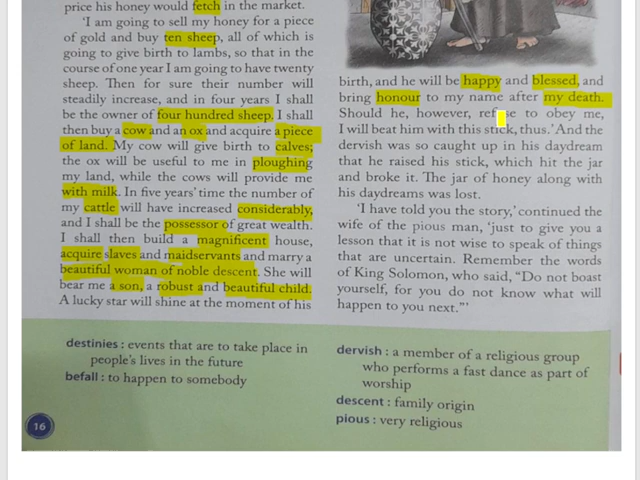 price his honey would fetch in the market.
'I am going to sell my honey for a piece
of gold and buy ten sheep, all of which is
going to give birth to lambs, so that in the
course of one year I am going to have twenty
sheep. Then for sure their number will
steadily increase, and in four years I shall
be the owner of four hundred sheep. I shall
then buy a cow and an ox and acquire a piece
of land. My cow will give birth to calves;
the ox will be useful to me in ploughing
my land, while the cows will provide me
with milk. In five years' time the number of
my cattle will have increased considerably,
and I shall be the possessor of great wealth.
I shall then build a magnificent house,
acquire slaves and maidservants and marry a
beautiful woman of noble descent. She will
bear me a son, a robust and beautiful child.
A lucky star will shine at the moment of his
birth, and he will be happy and blessed, and
bring honour to my name after my death.
Should he, however, refuse to obey me,
I will beat him with this stick, thus.' And the
dervish was so caught up in his daydream
that he raised his stick, which hit the jar
and broke it. The jar of honey along with
his daydreams was lost.
'I have told you the story,' continued the
wife of the pious man, 'just to give you a
lesson that it is not wise to speak of things
that are uncertain. Remember the words
of King Solomon, who said, "Do not boast
yourself, for you do not know what will
happen to you next."'
destinies : events that are to take place in
people's lives in the future
befall : to happen to somebody
dervish : a member of a religious group
who performs a fast dance as part of
worship
descent : family origin
pious : very religious
16